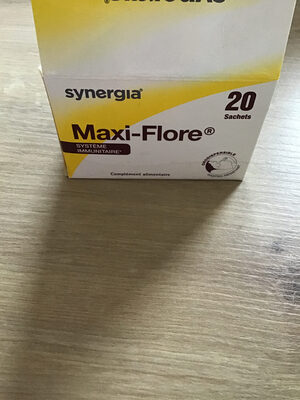 synergia®
20
Sachets
Maxi-Flore®
SYSTÈME
IMMUNITAIRE*
Complément alimentaire